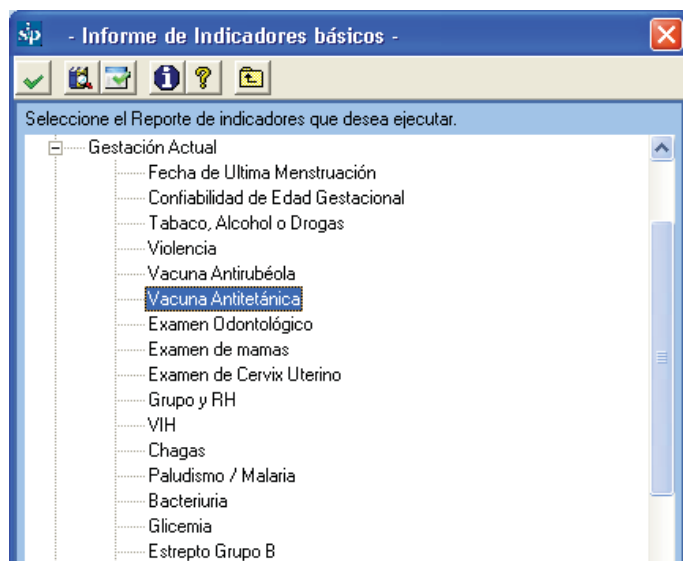 sip - Informe de Indicadores básicos -
Seleccione el Reporte de indicadores que desea ejecutar.
Gestación Actual
Fecha de Ultima Menstruación
Confiabilidad de Edad Gestacional
Tabaco, Alcohol o Drogas
Violencia
Vacuna Antirubéola
Vacuna Antitetánica
Examen Odontológico
Examen de mamas
Examen de Cervix Uterino
Grupo y RH
VIH
Chagas
Paludismo / Malaria
Bacteriuria
Glicemia
Estrepto Grupo B